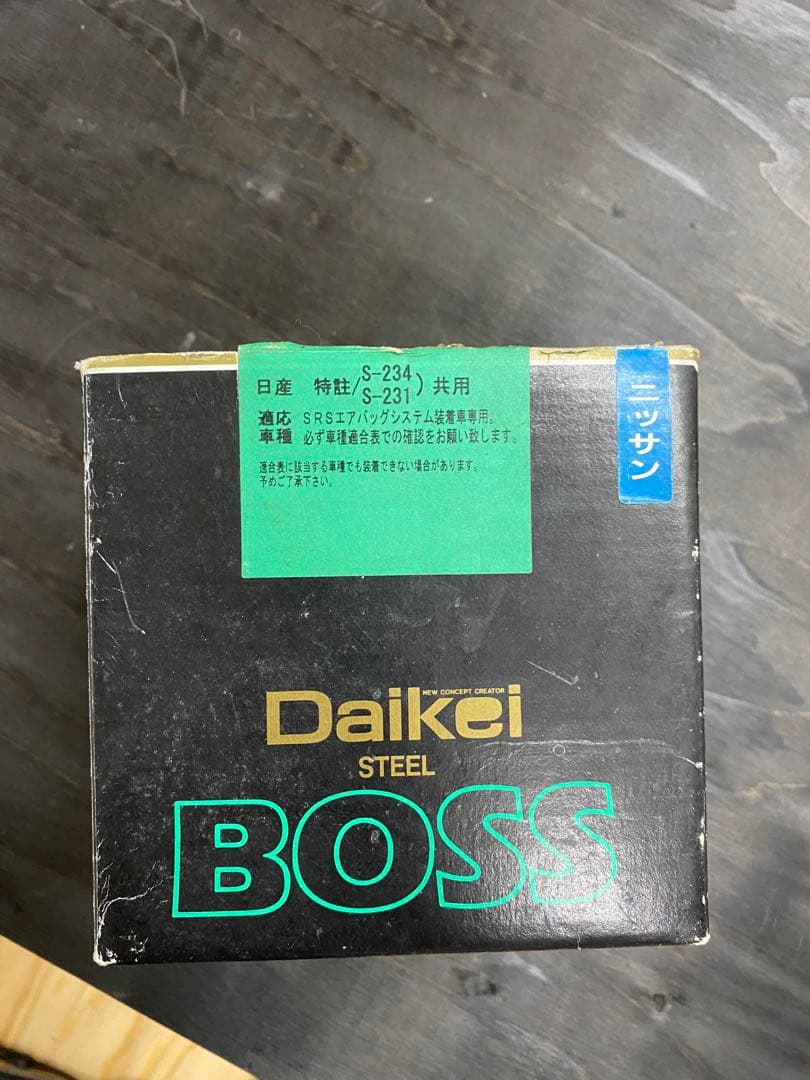 日産 特註/S-234
S-231）共用
適応 SRSエアバッグシステム装着車専用。
車種 必ず車種適合表での確認をお願い致します。
適合表に該当する車種でも装着できない場合があります。
予めご了承下さい。
ニッサン
NEW CONCEPT CREATOR
Daikei
STEEL
BOSS